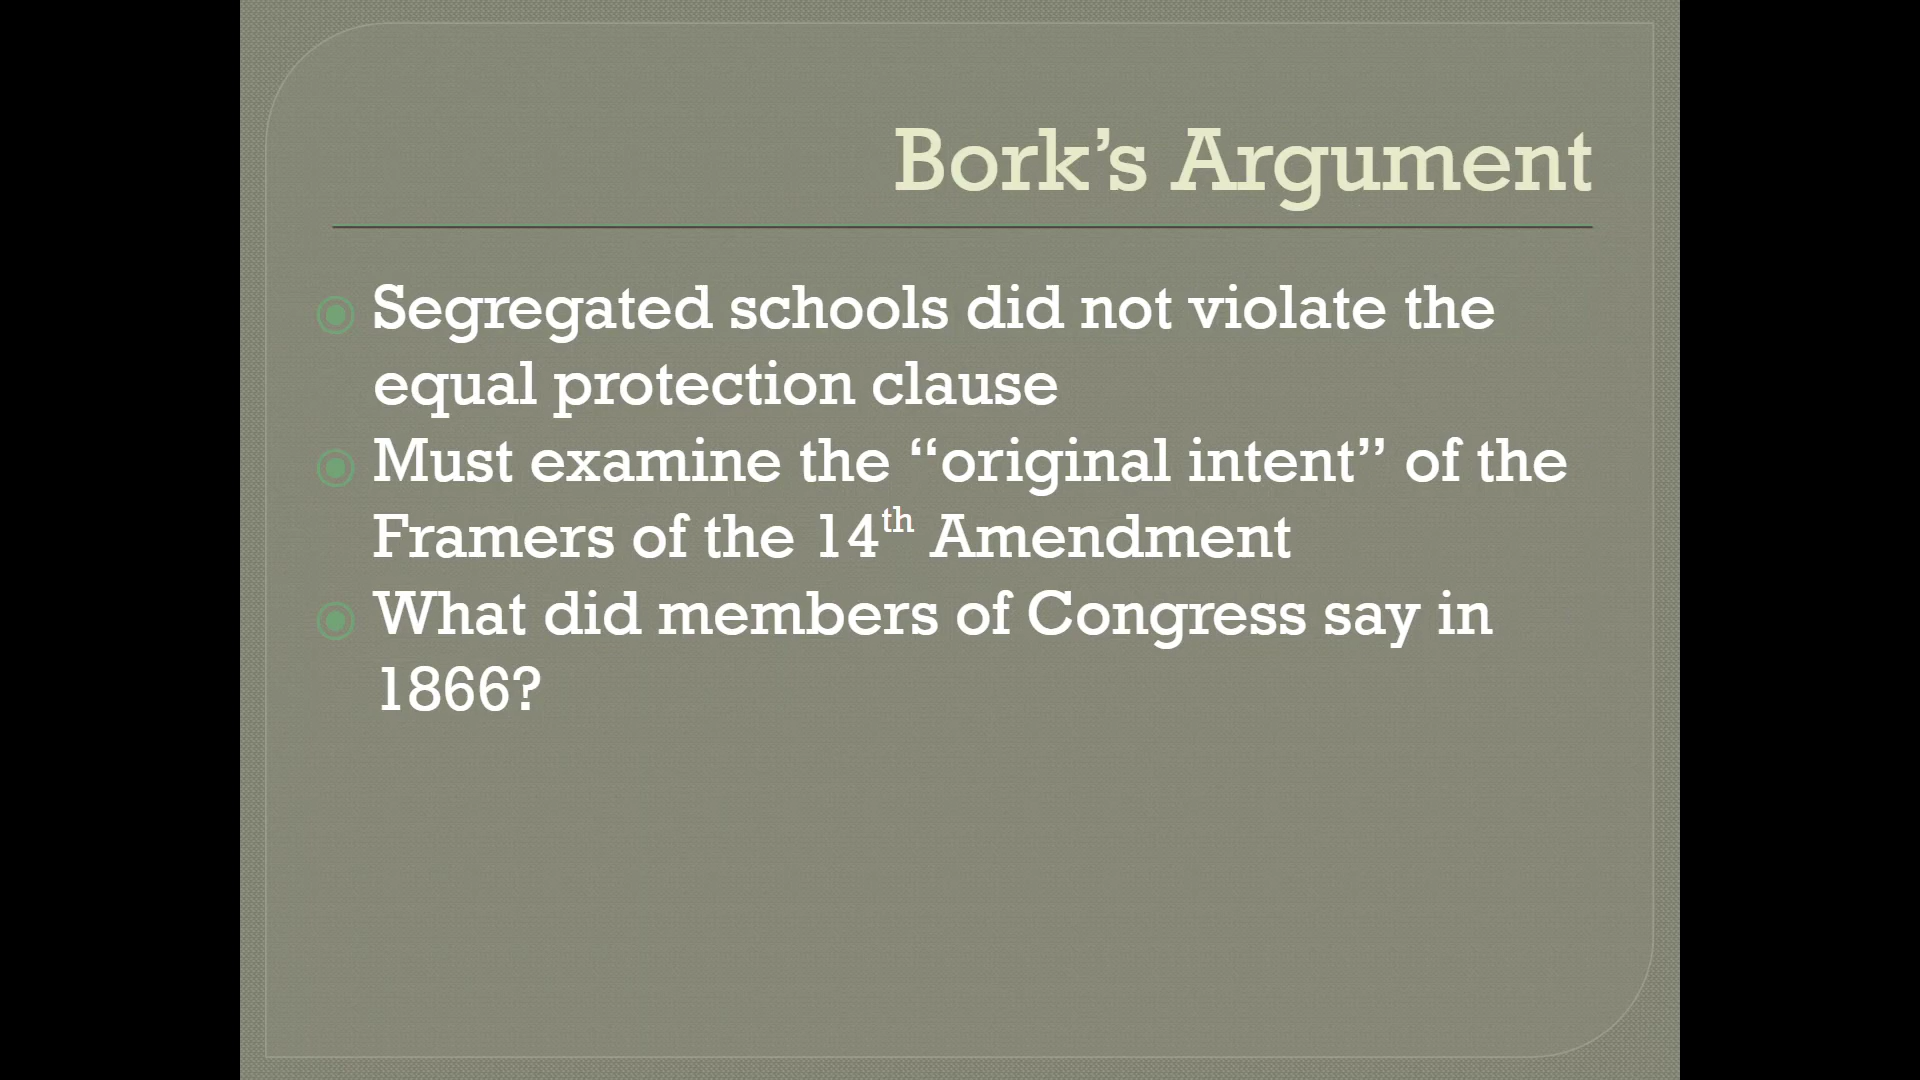 Bork’s Argument
Segregated schools did not violate the
equal protection clause
Must examine the “original intent” of the
Framers of the 14th Amendment
What did members of Congress say in
1866?